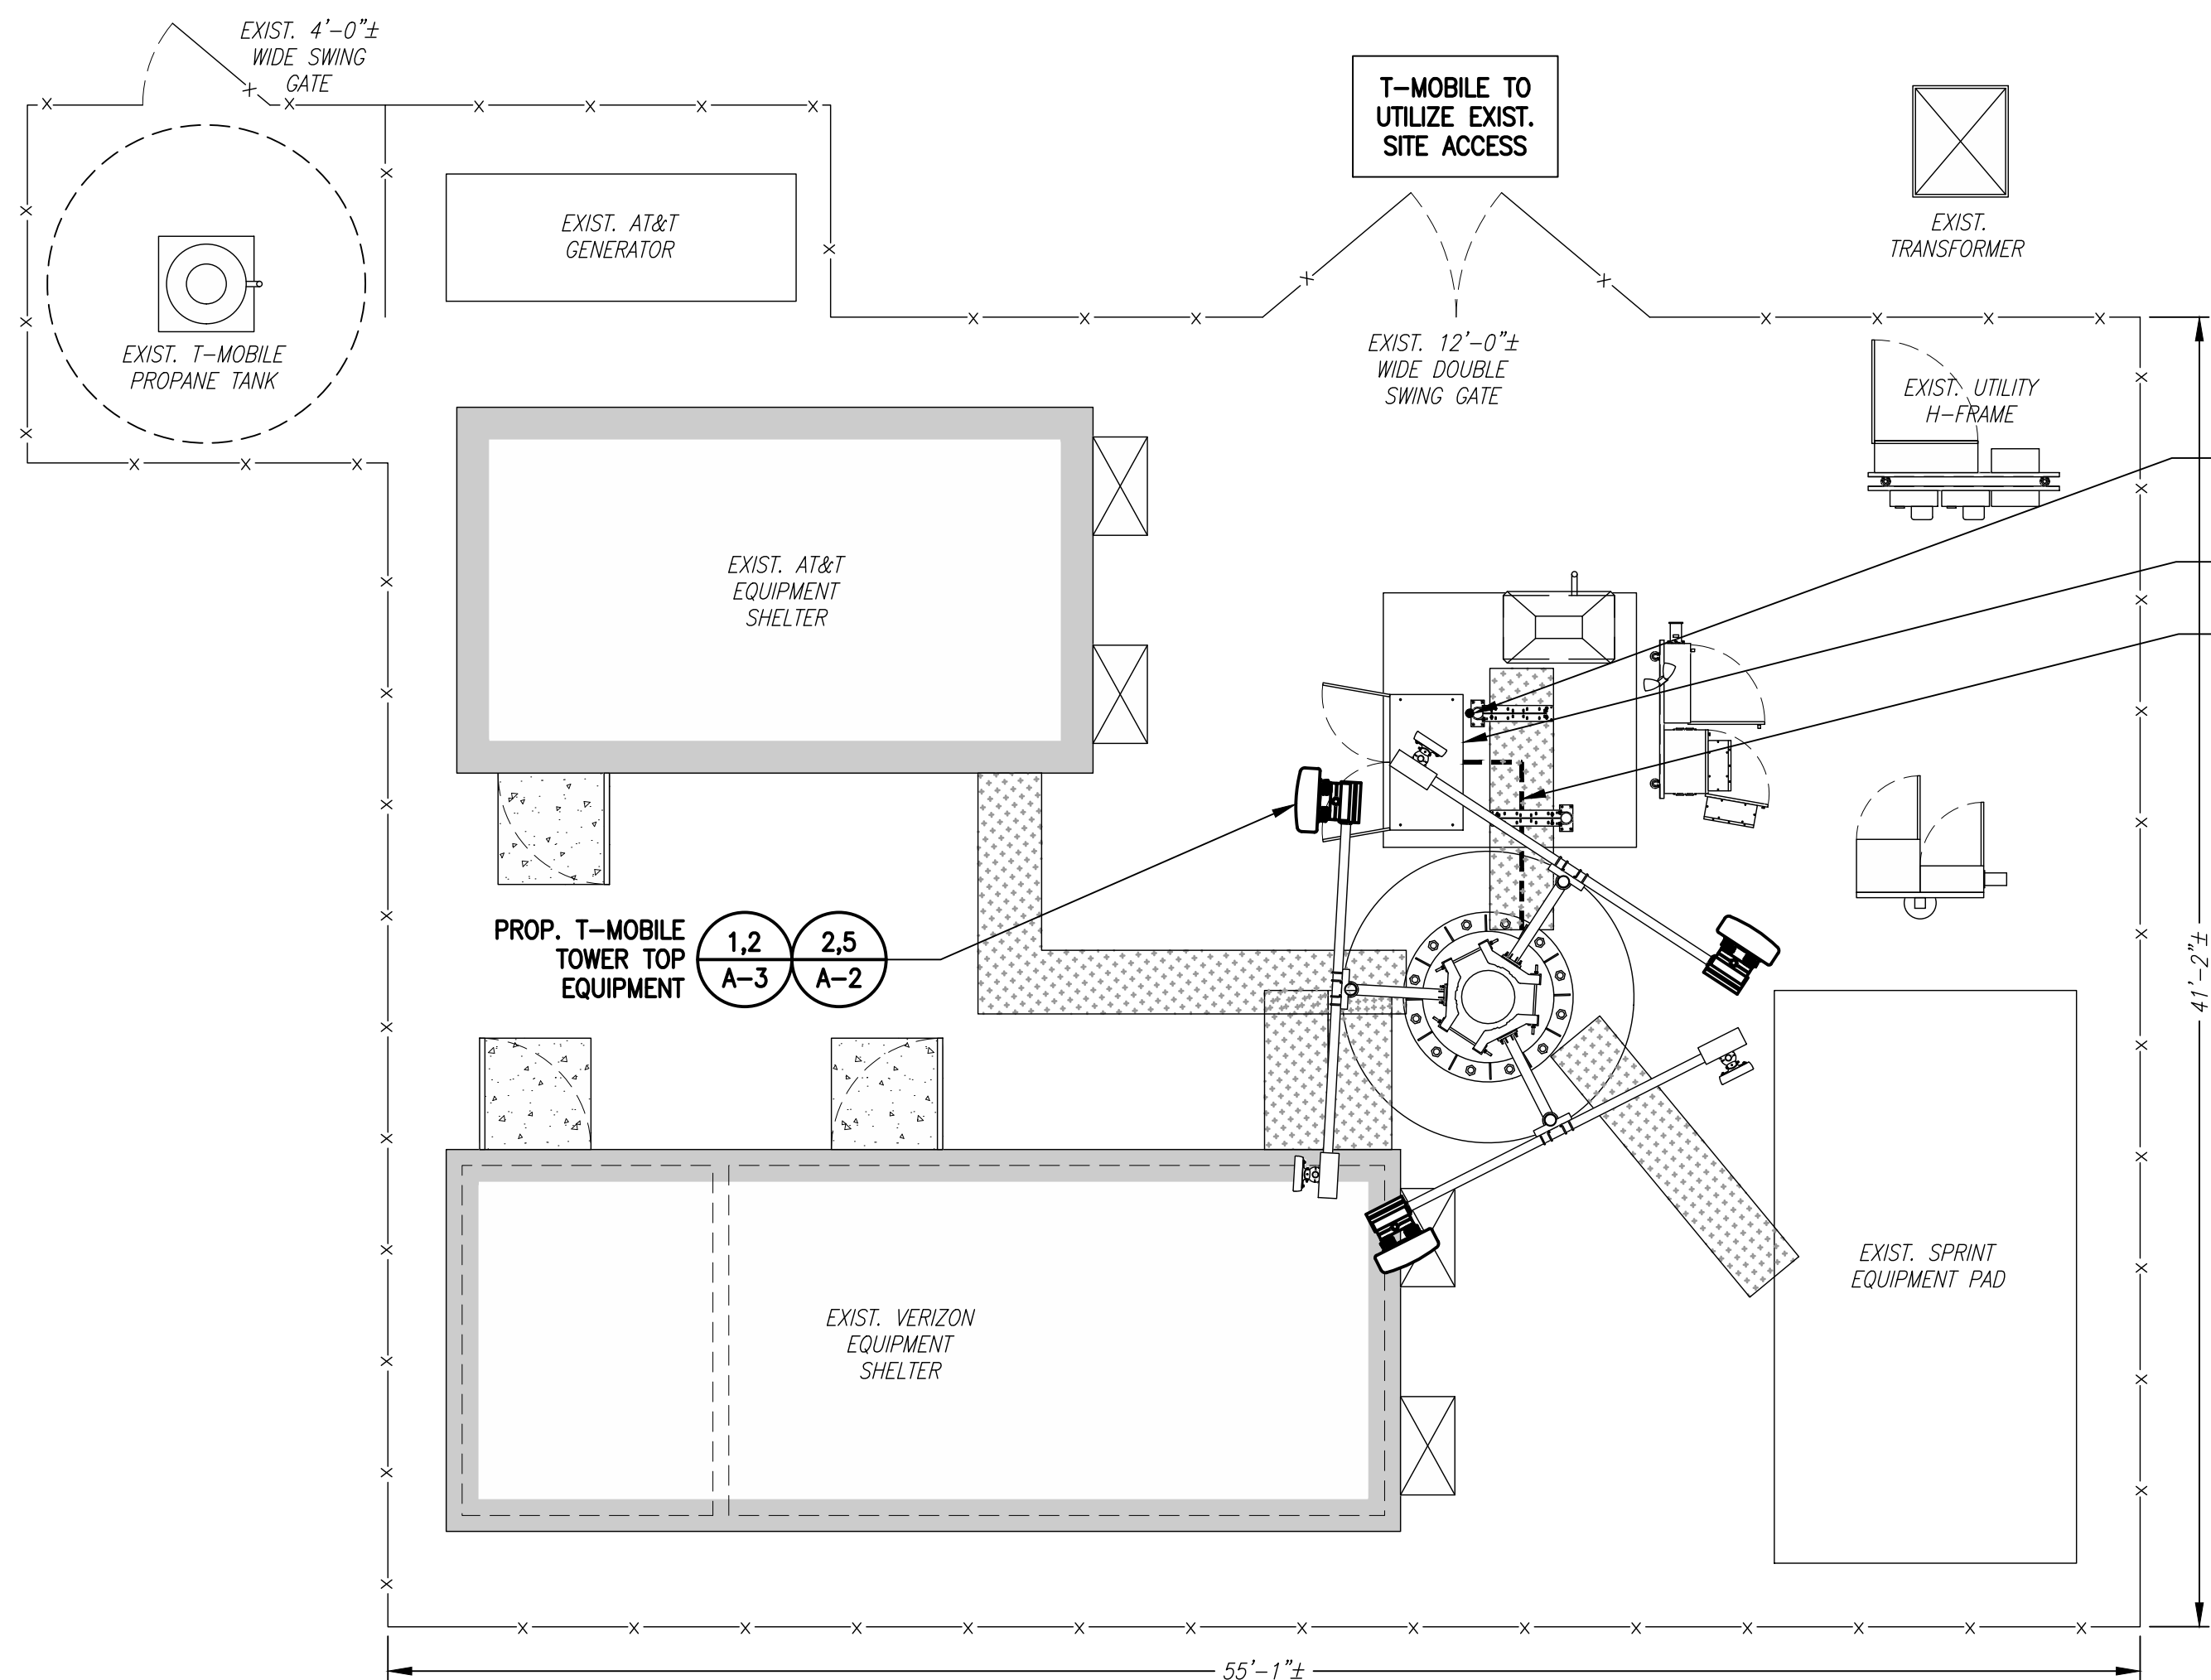 EXIST. 4'-0"±
WIDE SWING
GATE
T-MOBILE TO
UTILIZE EXIST.
SITE ACCESS
EXIST. AT&T
GENERATOR
EXIST.
TRANSFORMER
EXIST. T-MOBILE
PROPANE TANK
EXIST. 12'-0"±
WIDE DOUBLE
SWING GATE
EXIST. UTILITY
H-FRAME
EXIST. AT&T
EQUIPMENT
SHELTER
PROP. T-MOBILE
TOWER TOP
EQUIPMENT
1,2
A-3
2,5
A-2
41'-2"±
EXIST. SPRINT
EQUIPMENT PAD
EXIST. VERIZON
EQUIPMENT
SHELTER
55'-1"±